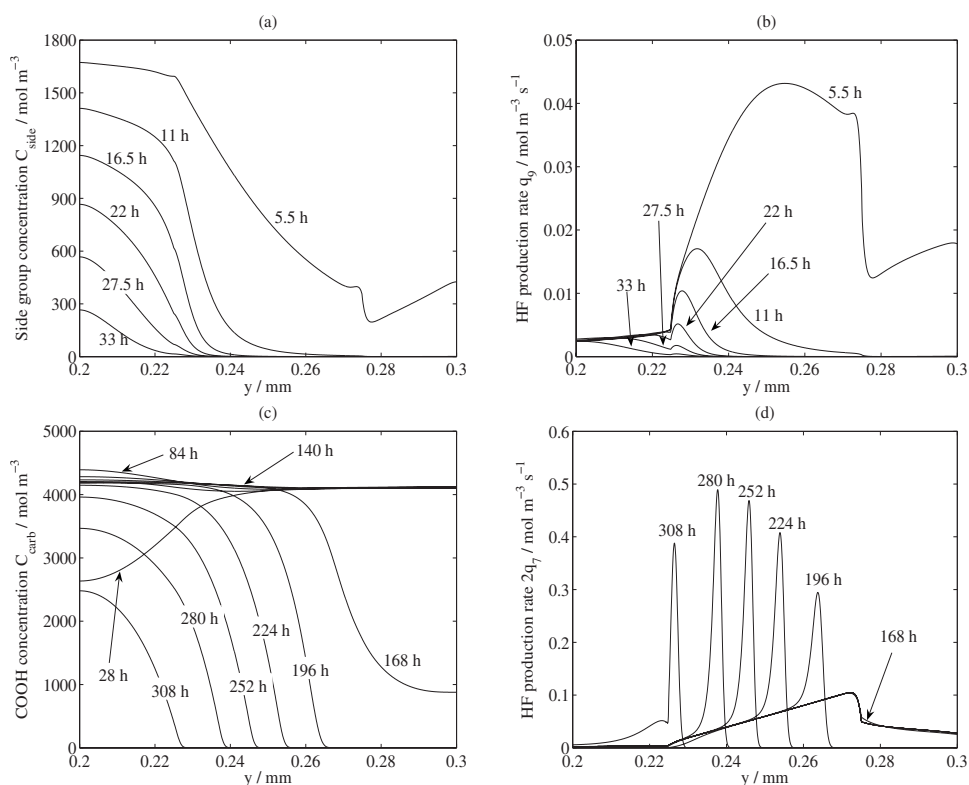 (a)
Side group concentration C_side / mol m⁻³
1800
1500
1200
900
600
300
0
11 h
16.5 h
22 h
27.5 h
33 h
5.5 h
0.2
0.22
0.24
0.26
0.28
0.3
y / mm
(b)
HF production rate q₉ / mol m⁻³ s⁻¹
0.05
0.04
0.03
0.02
0.01
0
5.5 h
27.5 h
22 h
16.5 h
33 h
11 h
0.2
0.22
0.24
0.26
0.28
0.3
y / mm
(c)
COOH concentration C_carb / mol m⁻³
5000
4000
3000
2000
1000
0
84 h
140 h
28 h
308 h
280 h
252 h
224 h
196 h
168 h
0.2
0.22
0.24
0.26
0.28
0.3
y / mm
(d)
HF production rate 2q₇ / mol m⁻³ s⁻¹
0.7
0.6
0.5
0.4
0.3
0.2
0.1
0
308 h
280 h
252 h
224 h
196 h
168 h
0.2
0.22
0.24
0.26
0.28
0.3
y / mm